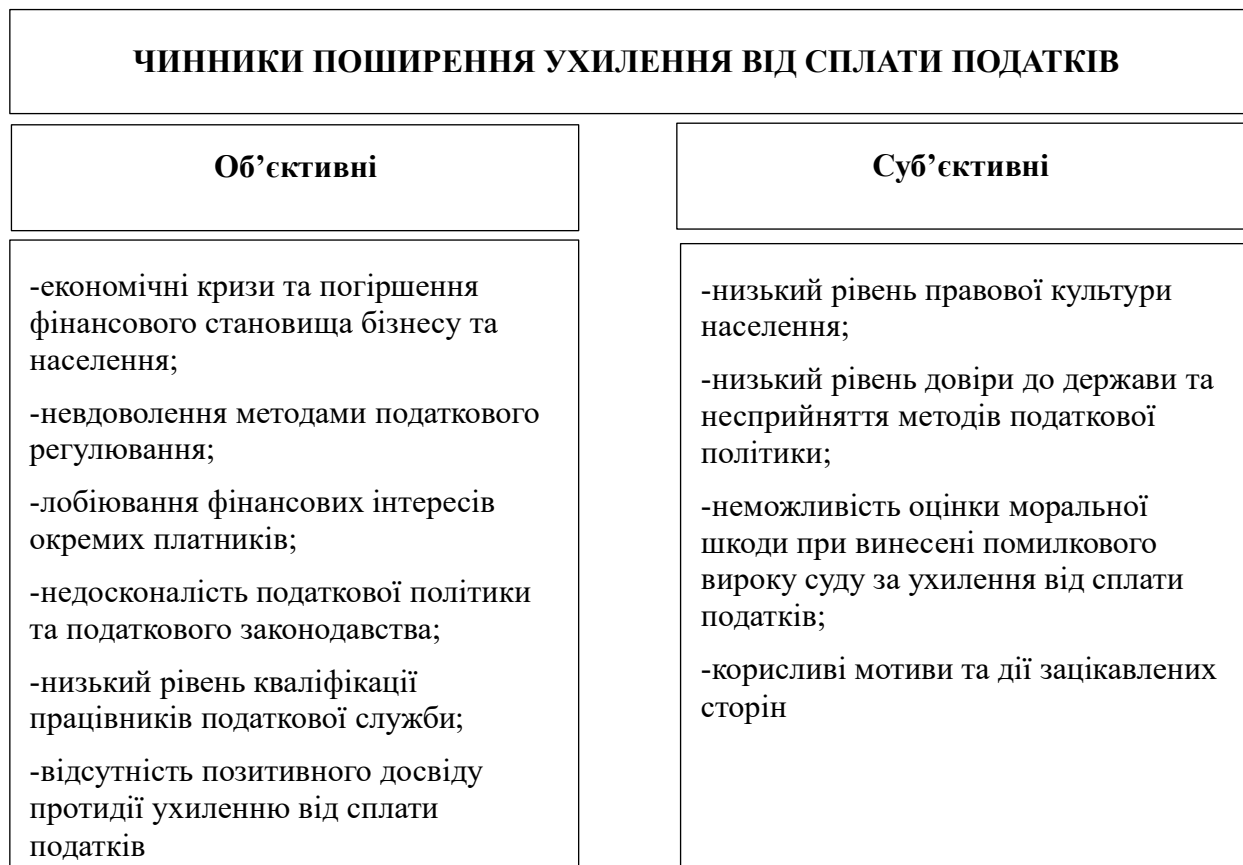 ЧИННИКИ ПОШИРЕННЯ УХИЛЕННЯ ВІД СПЛАТИ ПОДАТКІВ
Об’єктивні
-економічні кризи та погіршення
фінансового становища бізнесу та
населення;
-невдоволення методами податкового
регулювання;
-лобіювання фінансових інтересів
окремих платників;
-недосконалість податкової політики
та податкового законодавства;
-низький рівень кваліфікації
працівників податкової служби;
-відсутність позитивного досвіду
протидії ухиленню від сплати
податків
Суб’єктивні
-низький рівень правової культури
населення;
-низький рівень довіри до держави та
несприйняття методів податкової
політики;
-неможливість оцінки моральної
шкоди при винесені помилкового
вироку суду за ухилення від сплати
податків;
-корисливі мотиви та дії зацікавлених
сторін